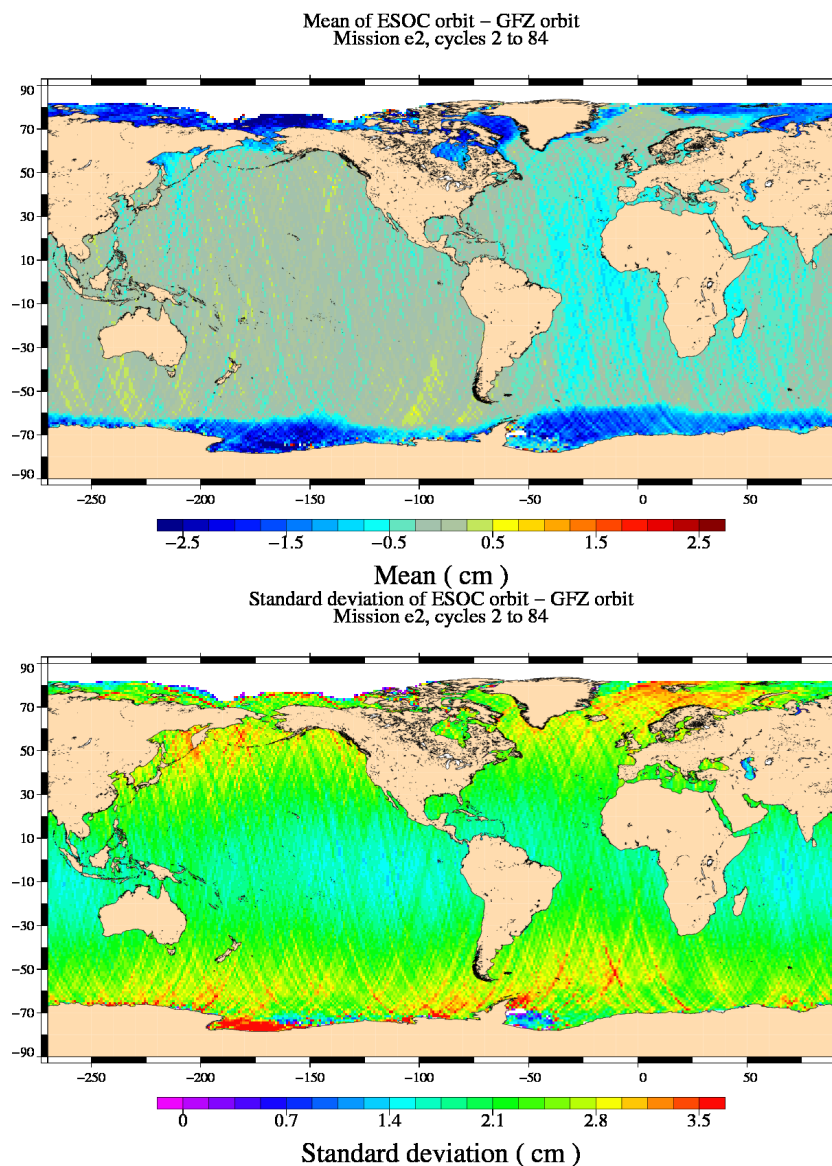 Mean of ESOC orbit − GFZ orbit
Mission e2, cycles 2 to 84
90
70
50
30
10
−10
−30
−50
−70
−90
−250 −200 −150 −100 −50 0 50
−2.5 −1.5 −0.5 0.5 1.5 2.5
Mean ( cm )
Standard deviation of ESOC orbit − GFZ orbit
Mission e2, cycles 2 to 84
90
70
50
30
10
−10
−30
−50
−70
−90
−250 −200 −150 −100 −50 0 50
0 0.7 1.4 2.1 2.8 3.5
Standard deviation ( cm )